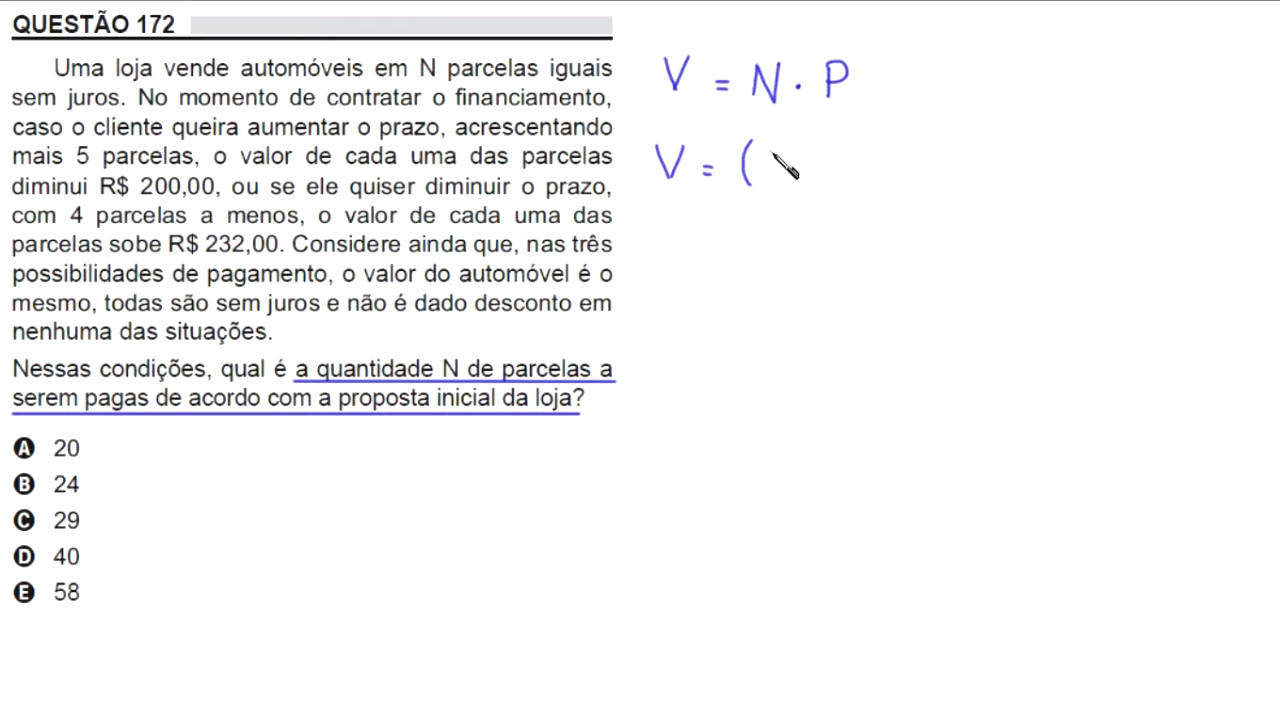 QUESTÃO 172
Uma loja vende automóveis em N parcelas iguais
sem juros. No momento de contratar o financiamento,
caso o cliente queira aumentar o prazo, acrescentando
mais 5 parcelas, o valor de cada uma das parcelas
diminui R$ 200,00, ou se ele quiser diminuir o prazo,
com 4 parcelas a menos, o valor de cada uma das
parcelas sobe R$ 232,00. Considere ainda que, nas três
possibilidades de pagamento, o valor do automóvel é o
mesmo, todas são sem juros e não é dado desconto em
nenhuma das situações.
Nessas condições, qual é a quantidade N de parcelas a
serem pagas de acordo com a proposta inicial da loja?
A 20
B 24
C 29
D 40
E 58
V = N · P
V = (